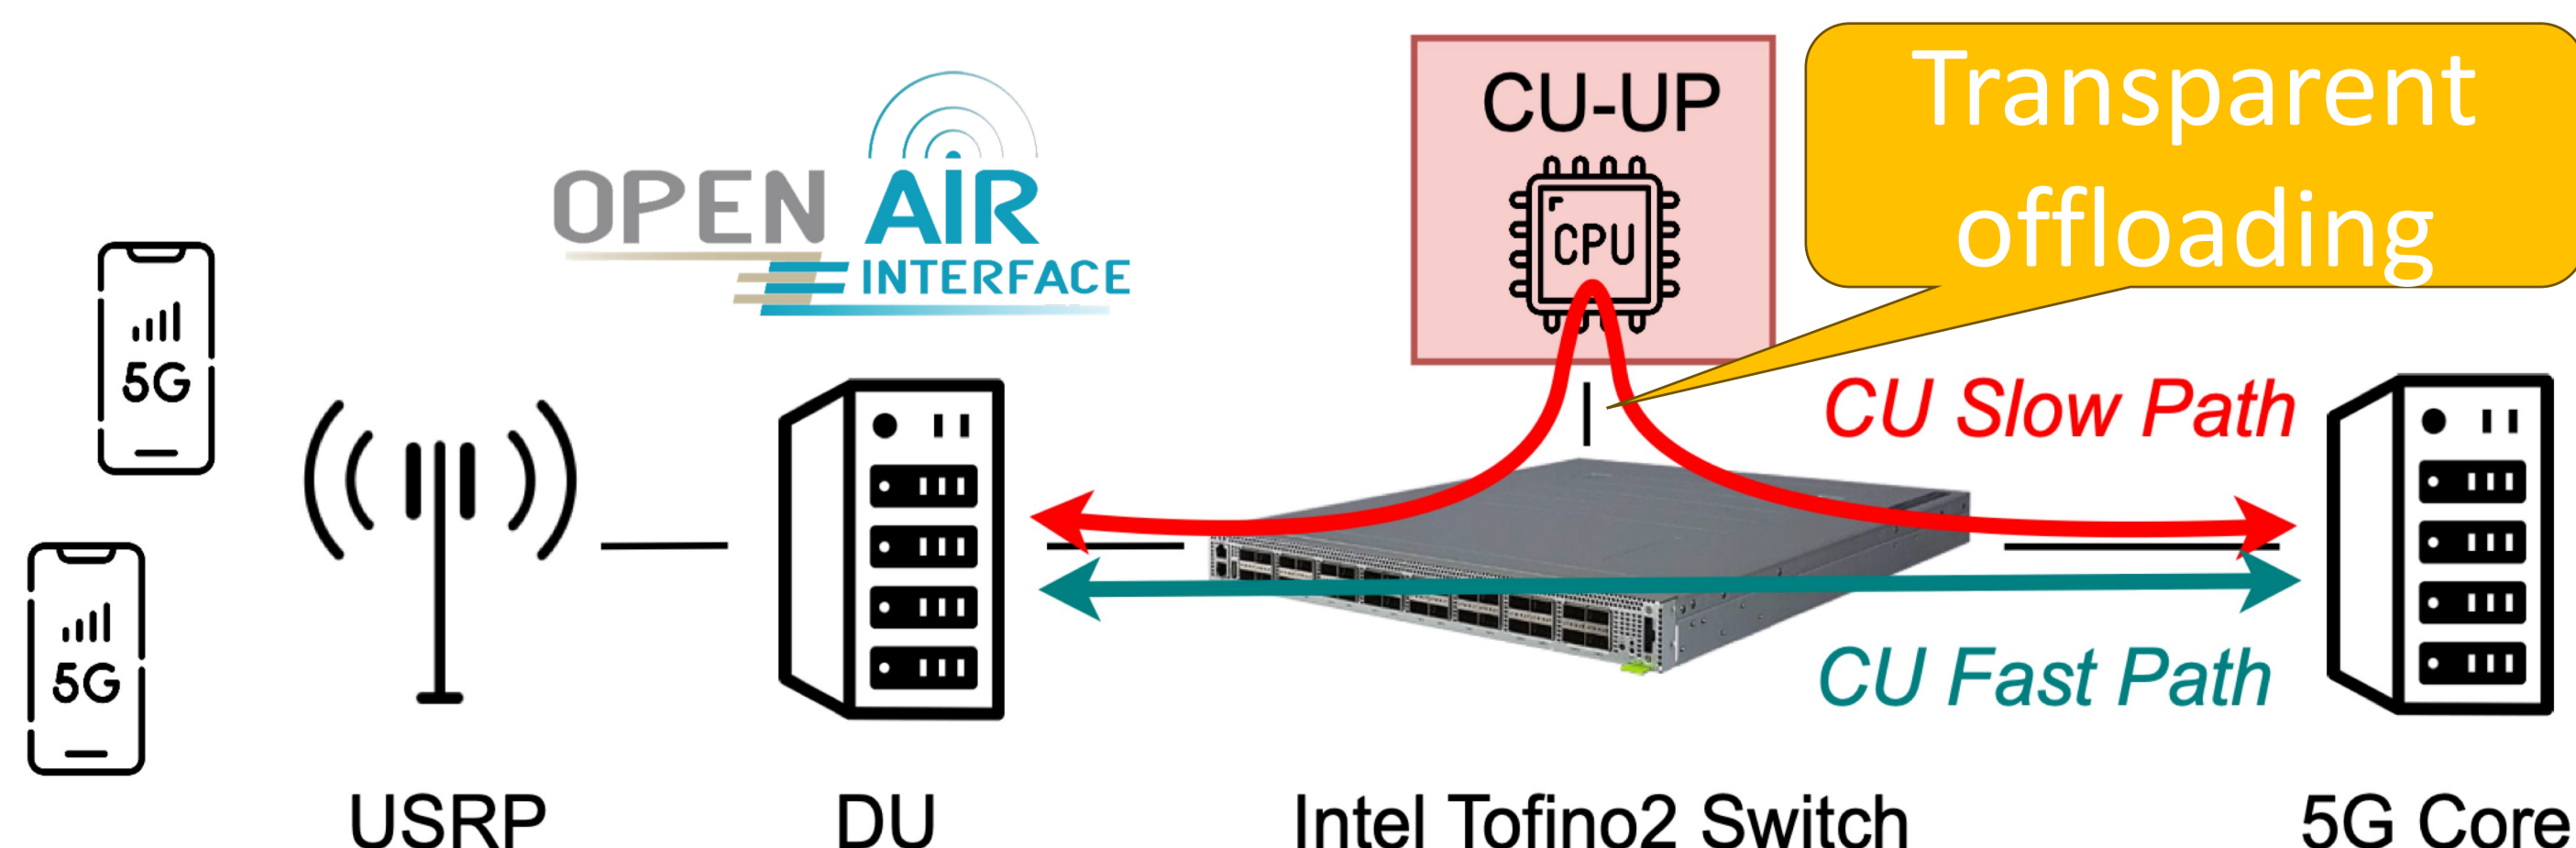 OPEN AIR
INTERFACE
CU-UP
CPU
Transparent
offloading
5G
5G
CU Slow Path
CU Fast Path
USRP
DU
Intel Tofino2 Switch
5G Core